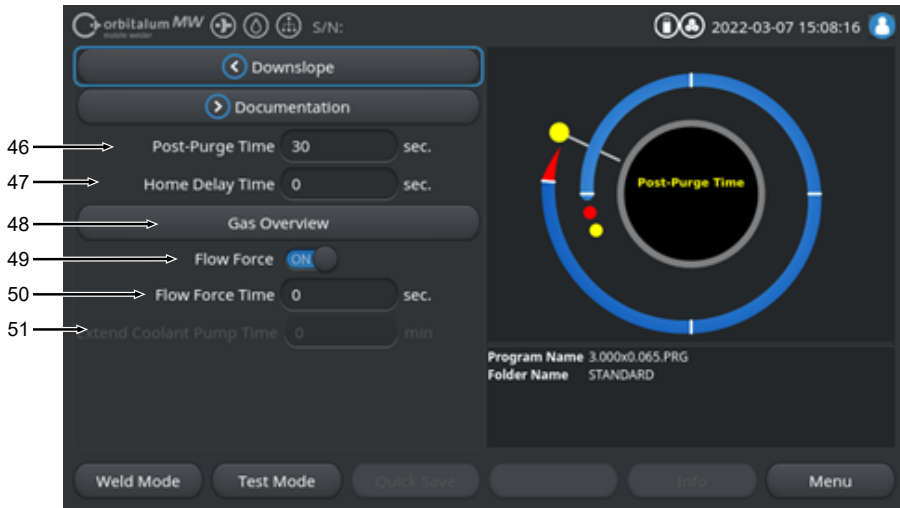 orbitalum MW
mobile welder
S/N:
2022-03-07 15:08:16
Downslope
Documentation
46 Post-Purge Time 30 sec.
47 Home Delay Time 0 sec.
48 Gas Overview
49 Flow Force ON
50 Flow Force Time 0 sec.
51 Extend Coolant Pump Time 0 min
Post-Purge Time
Program Name 3.000x0.065.PRG
Folder Name STANDARD
Weld Mode Test Mode Quick Save Info Menu